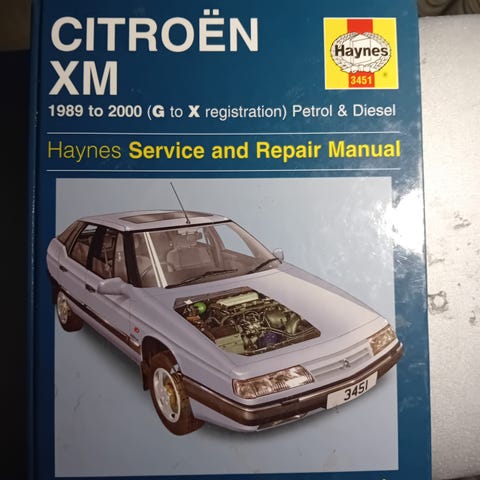 CITROËN
XM
Haynes
3451
1989 to 2000 (G to X registration) Petrol & Diesel
Haynes Service and Repair Manual
3451